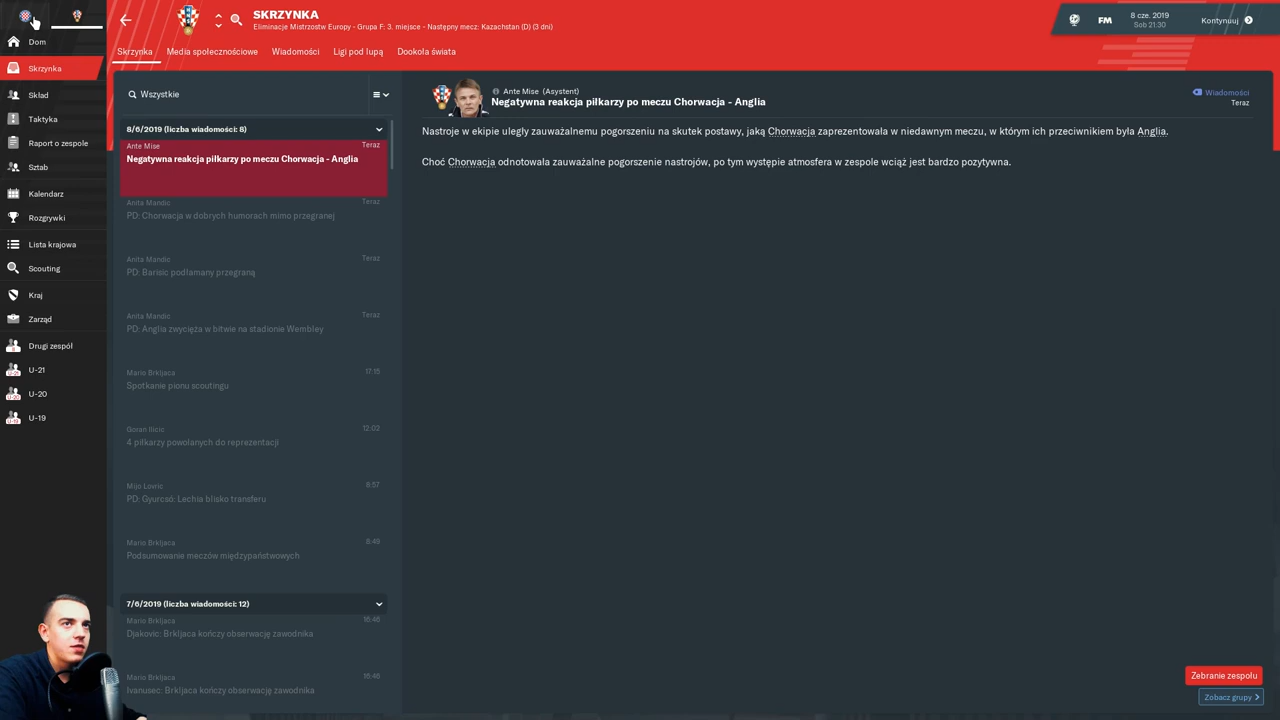 SKRZYNKA
Eliminacje Mistrzostw Europy - Grupa F: 3. miejsce - Następny mecz: Kazachstan (D) (3 dni)
FM
8 cze. 2019
Sob 21:30
Kontynuuj
Skrzynka
Media społecznościowe
Wiadomości
Ligi pod lupą
Dookoła świata
Dom
Skrzynka
Skład
Taktyka
Raport o zespole
Sztab
Kalendarz
Rozgrywki
Lista krajowa
Scouting
Kraj
Zarząd
Drugi zespół
U-21
U-20
U-19
Wszystkie
8/6/2019 (liczba wiadomości: 8)
Ante Mise
Teraz
Negatywna reakcja piłkarzy po meczu Chorwacja - Anglia
Anita Mandic
Teraz
PD: Chorwacja w dobrych humorach mimo przegranej
Anita Mandic
Teraz
PD: Barisic podłamany przegraną
Anita Mandic
Teraz
PD: Anglia zwycięża w bitwie na stadionie Wembley
Mario Brkljaca
17:15
Spotkanie pionu scoutingu
Goran Ilicic
12:03
4 piłkarzy powołanych do reprezentacji
Mijo Lovric
8:57
PD: Gyurcsó: Lechia blisko transferu
Mario Brkljaca
8:49
Podsumowanie meczów międzypaństwowych
7/6/2019 (liczba wiadomości: 12)
Mario Brkljaca
16:46
Djakovic: Brkljaca kończy obserwację zawodnika
Mario Brkljaca
16:46
Ivanusec: Brkljaca kończy obserwację zawodnika
Ante Mise (Asystent)
Negatywna reakcja piłkarzy po meczu Chorwacja - Anglia
Wiadomości
Teraz
Nastroje w ekipie uległy zauważalnemu pogorszeniu na skutek postawy, jaką Chorwacja zaprezentowała w niedawnym meczu, w którym ich przeciwnikiem była Anglia.
Choć Chorwacja odnotowała zauważalne pogorszenie nastrojów, po tym występie atmosfera w zespole wciąż jest bardzo pozytywna.
Zebranie zespołu
Zobacz grupy